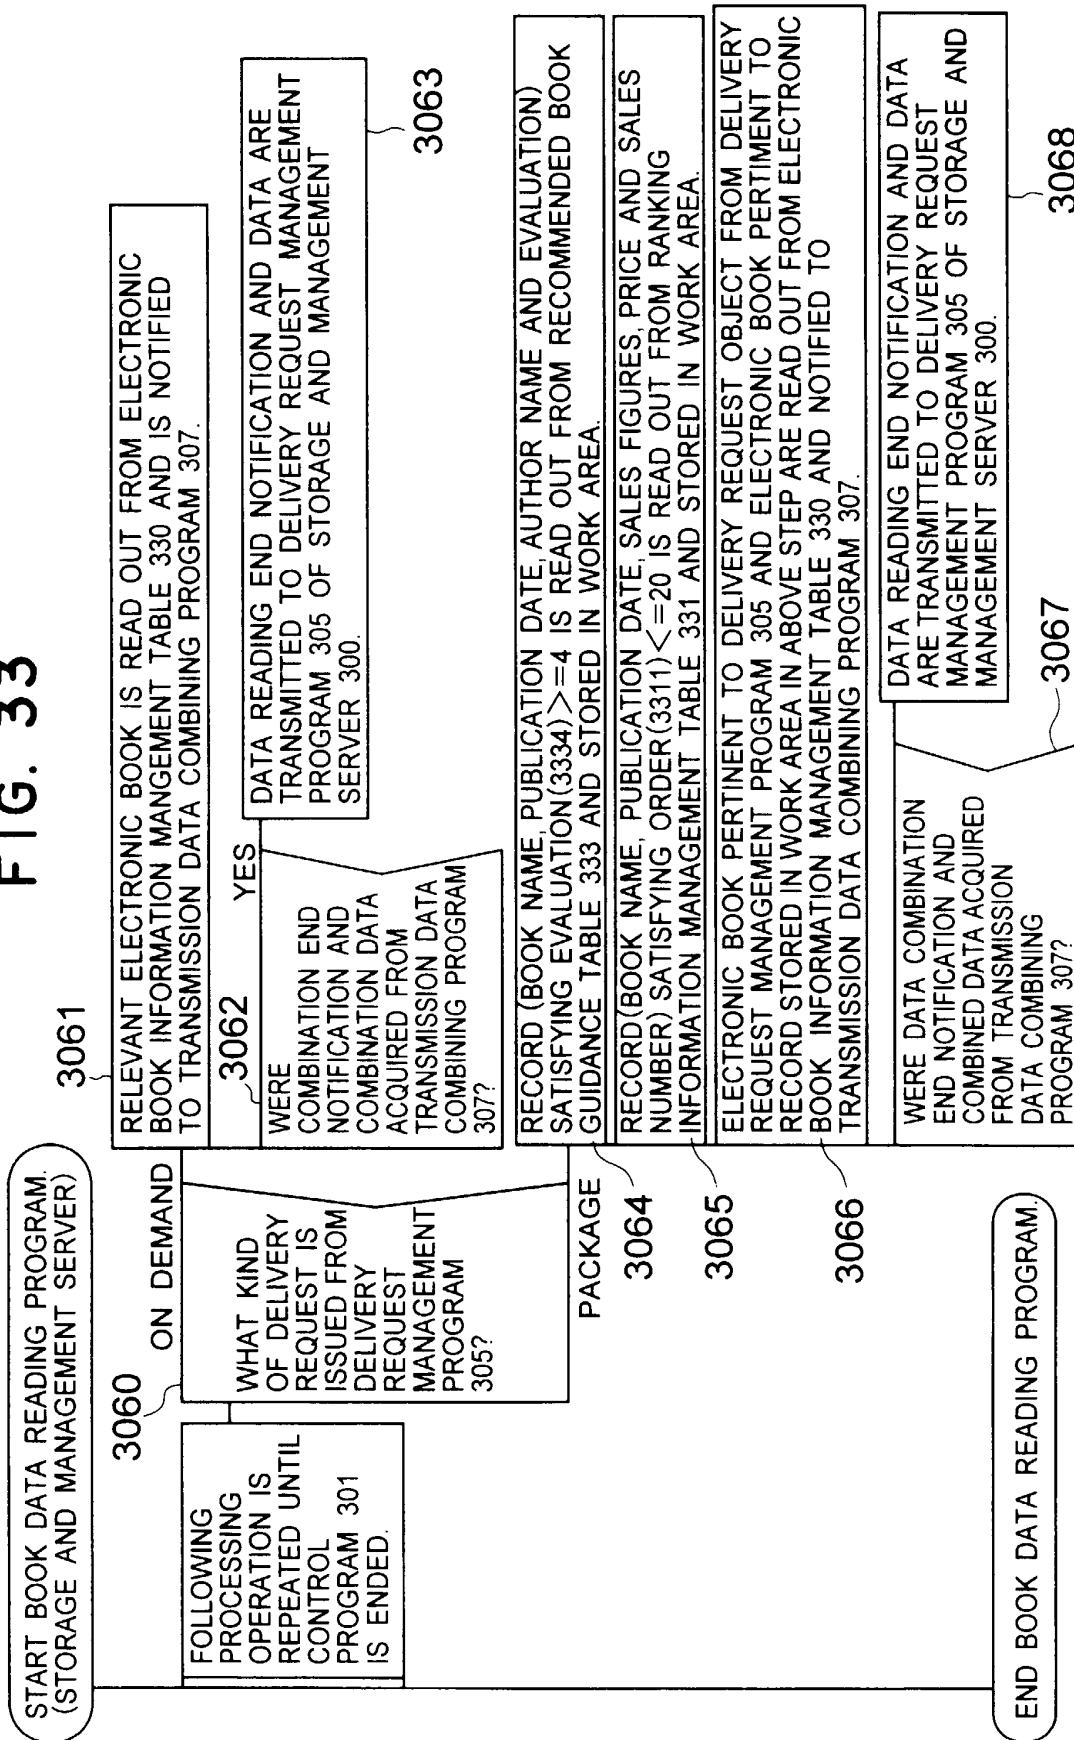 FIG. 33
START BOOK DATA READING PROGRAM.
(STORAGE AND MANAGEMENT SERVER)
FOLLOWING
PROCESSING
OPERATION IS
REPEATED UNTIL
CONTROL
PROGRAM 301
IS ENDED.
3060
ON DEMAND
WHAT KIND
OF DELIVERY
REQUEST IS
ISSUED FROM
DELIVERY
REQUEST
MANAGEMENT
PROGRAM
305?
PACKAGE
3061
RELEVANT ELECTRONIC BOOK IS READ OUT FROM ELECTRONIC
BOOK INFORMATION MANGEMENT TABLE 330 AND IS NOTIFIED
TO TRANSMISSION DATA COMBINING PROGRAM 307.
3062
YES
WERE
COMBINATION END
NOTIFICATION AND
COMBINATION DATA
ACQUIRED FROM
TRANSMISSION DATA
COMBINING PROGRAM
307?
DATA READING END NOTIFICATION AND DATA ARE
TRANSMITTED TO DELIVERY REQUEST MANAGEMENT
PROGRAM 305 OF STORAGE AND MANAGEMENT
SERVER 300.
3063
RECORD (BOOK NAME, PUBLICATION DATE, AUTHOR NAME AND EVALUATION)
SATISFYING EVALUATION(3334)>=4 IS READ OUT FROM RECOMMENDED BOOK
GUIDANCE TABLE 333 AND STORED IN WORK AREA.
3064
RECORD(BOOK NAME, PUBLICATION DATE, SALES FIGURES, PRICE AND SALES
NUMBER) SATISFYING ORDER(3311)<=20 IS READ OUT FROM RANKING
INFORMATION MANAGEMENT TABLE 331 AND STORED IN WORK AREA.
3065
ELECTRONIC BOOK PERTINENT TO DELIVERY REQUEST OBJECT FROM DELIVERY
REQUEST MANAGEMENT PROGRAM 305 AND ELECTRONIC BOOK PERTIMENT TO
RECORD STORED IN WORK AREA IN ABOVE STEP ARE READ OUT FROM ELECTRONIC
BOOK INFORMATION MANAGEMENT TABLE 330 AND NOTIFIED TO
TRANSMISSION DATA COMBINING PROGRAM 307.
3066
WERE DATA COMBINATION
END NOTIFICATION AND
COMBINED DATA ACQUIRED
FROM TRANSMISSION
DATA COMBINING
PROGRAM 307?
3067
DATA READING END NOTIFICATION AND DATA
ARE TRANSMITTED TO DELIVERY REQUEST
MANAGEMENT PROGRAM 305 OF STORAGE AND
MANAGEMENT SERVER 300.
3068
END BOOK DATA READING PROGRAM.